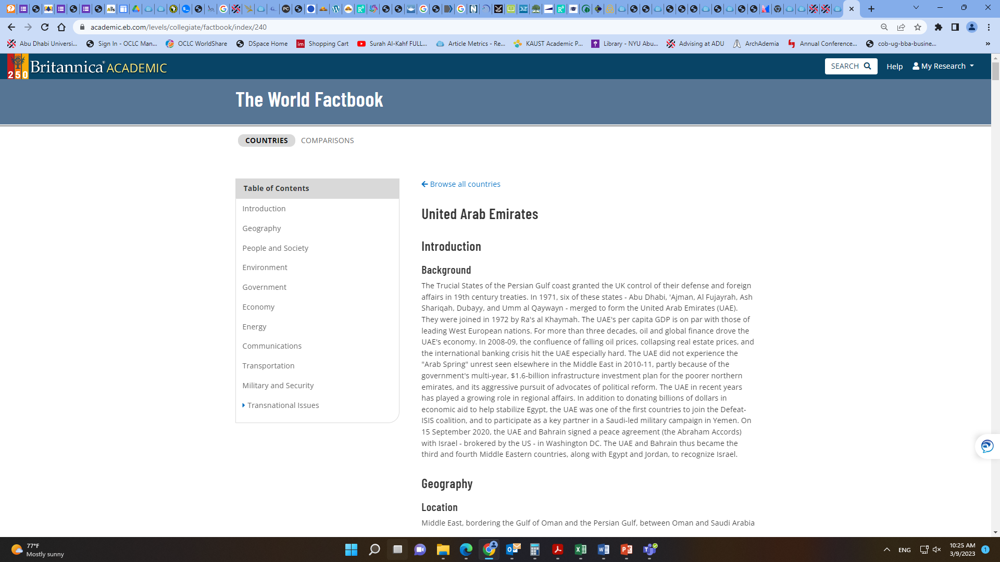 academic.eb.com/levels/collegiate/factbook/index/240
Abu Dhabi Universi...
Sign In - OCLC Man...
OCLC WorldShare
DSpace Home
im
Shopping Cart
Surah Al-Kahf FULL...
Article Metrics - Re...
KAUST Academic P...
Library - NYU Abu...
Advising at ADU
ArchAdemia
Annual Conference...
cob-ug-bba-busine...
»
250
Britannica® ACADEMIC
SEARCH
Help
My Research
The World Factbook
COUNTRIES
COMPARISONS
Table of Contents
Introduction
Geography
People and Society
Environment
Government
Economy
Energy
Communications
Transportation
Military and Security
Transnational Issues
Browse all countries
United Arab Emirates
Introduction
Background
The Trucial States of the Persian Gulf coast granted the UK control of their defense and foreign
affairs in 19th century treaties. In 1971, six of these states - Abu Dhabi, 'Ajman, Al Fujayrah, Ash
Shariqah, Dubayy, and Umm al Qaywayn - merged to form the United Arab Emirates (UAE).
They were joined in 1972 by Ra's al Khaymah. The UAE's per capita GDP is on par with those of
leading West European nations. For more than three decades, oil and global finance drove the
UAE's economy. In 2008-09, the confluence of falling oil prices, collapsing real estate prices, and
the international banking crisis hit the UAE especially hard. The UAE did not experience the
"Arab Spring" unrest seen elsewhere in the Middle East in 2010-11, partly because of the
government's multi-year, $1.6-billion infrastructure investment plan for the poorer northern
emirates, and its aggressive pursuit of advocates of political reform. The UAE in recent years
has played a growing role in regional affairs. In addition to donating billions of dollars in
economic aid to help stabilize Egypt, the UAE was one of the first countries to join the Defeat-
ISIS coalition, and to participate as a key partner in a Saudi-led military campaign in Yemen. On
15 September 2020, the UAE and Bahrain signed a peace agreement (the Abraham Accords)
with Israel - brokered by the US - in Washington DC. The UAE and Bahrain thus became the
third and fourth Middle Eastern countries, along with Egypt and Jordan, to recognize Israel.
Geography
Location
Middle East, bordering the Gulf of Oman and the Persian Gulf, between Oman and Saudi Arabia
77°F
Mostly sunny
ENG
10:25 AM
3/9/2023
1